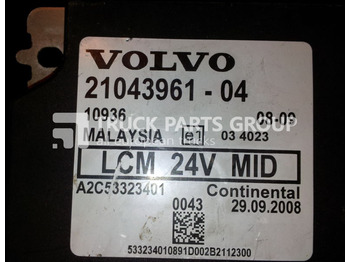 VOLVO
21043961 - 04
10936 08-09
MALAYSIA e1 03 4023
TRUCK PARTS GROUP
LCM 24V MID
A2C53323401 Continental
0043 29.09.2008
533234010891D002B2112300